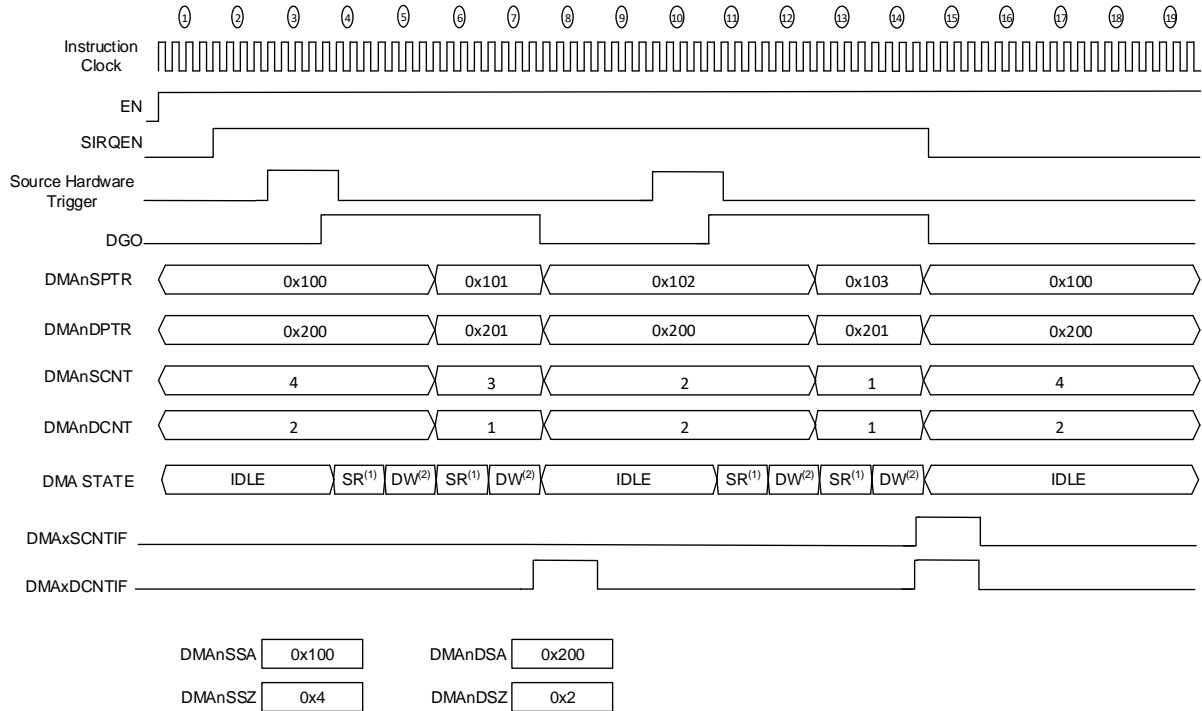 1 2 3 4 5 6 7 8 9 10 11 12 13 14 15 16 17 18 19
Instruction
Clock
EN
SIRQEN
Source Hardware
Trigger
DGO
DMAnSPTR 0x100 0x101 0x102 0x103 0x100
DMAnDPTR 0x200 0x201 0x200 0x201 0x200
DMAnSCNT 4 3 2 1 4
DMAnDCNT 2 1 2 1 2
DMA STATE IDLE SR(1) DW(2) SR(1) DW(2) IDLE SR(1) DW(2) SR(1) DW(2) IDLE
DMAxSCNTIF
DMAxDCNTIF
DMAnSSA 0x100 DMAnDSA 0x200
DMAnSSZ 0x4 DMAnDSZ 0x2